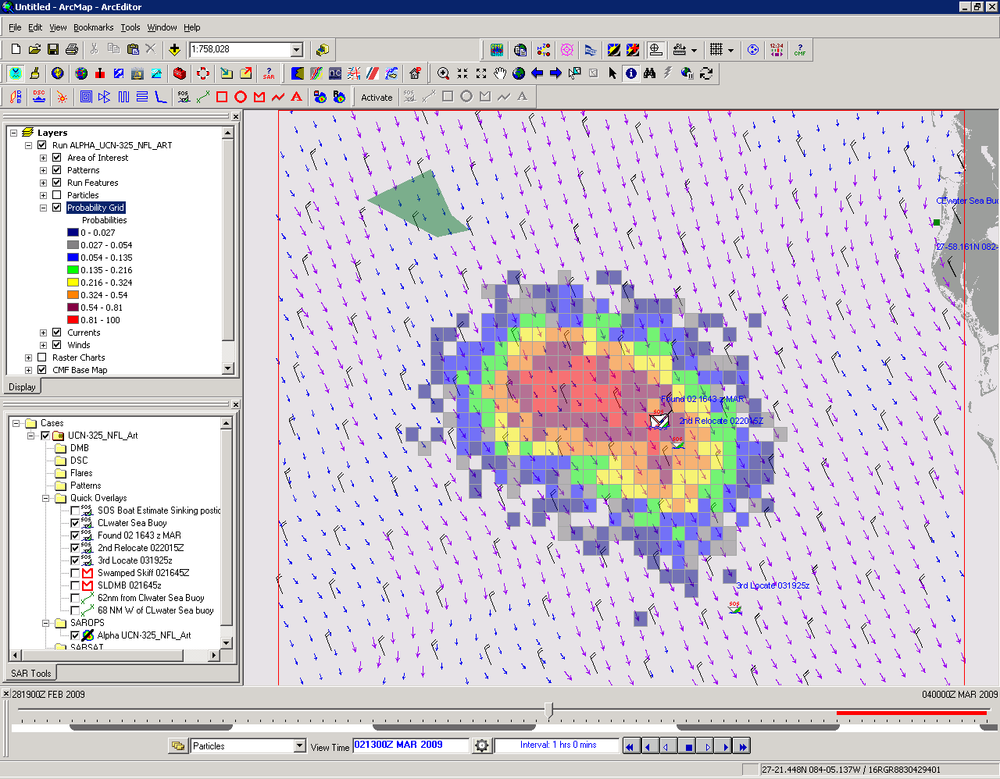 Untitled - ArcMap - ArcEditor
File Edit View Bookmarks Tools Window Help
1:758,028
Activate
Layers
Run ALPHA_UCN-325_NFL_ART
Area of Interest
Patterns
Run Features
Particles
Probability Grid
Probabilities
0 - 0.027
0.027 - 0.054
0.054 - 0.135
0.135 - 0.216
0.216 - 0.324
0.324 - 0.54
0.54 - 0.81
0.81 - 100
Currents
Winds
Raster Charts
CMF Base Map
Display
Cases
UCN-325_NFL_Art
DMB
DSC
Flares
Patterns
Quick Overlays
SOS Boat Estimate Sinking postic
CLwater Sea Buoy
Found 02 1643 z MAR
2nd Relocate 022015Z
3rd Locate 031925z
Swamped Skiff 021645Z
SLDMB 021645z
62nm from Clwater Sea Buoy
68 NM W of CLwater Sea buoy
SAROPS
Alpha UCN-325_NFL_Art
SARSAT
SAR Tools
CLwater Sea Buo
27-58.161N 082-
Found 02 1643 z MAR
SOS
2nd Relocate 022015Z
SOS
3rd Locate 031925z
SOS
281900Z FEB 2009
040000Z MAR 2009
Particles
View Time
021300Z MAR 2009
Interval: 1 hrs 0 mins
27-21.448N 084-05.137W / 16RGR8830429401